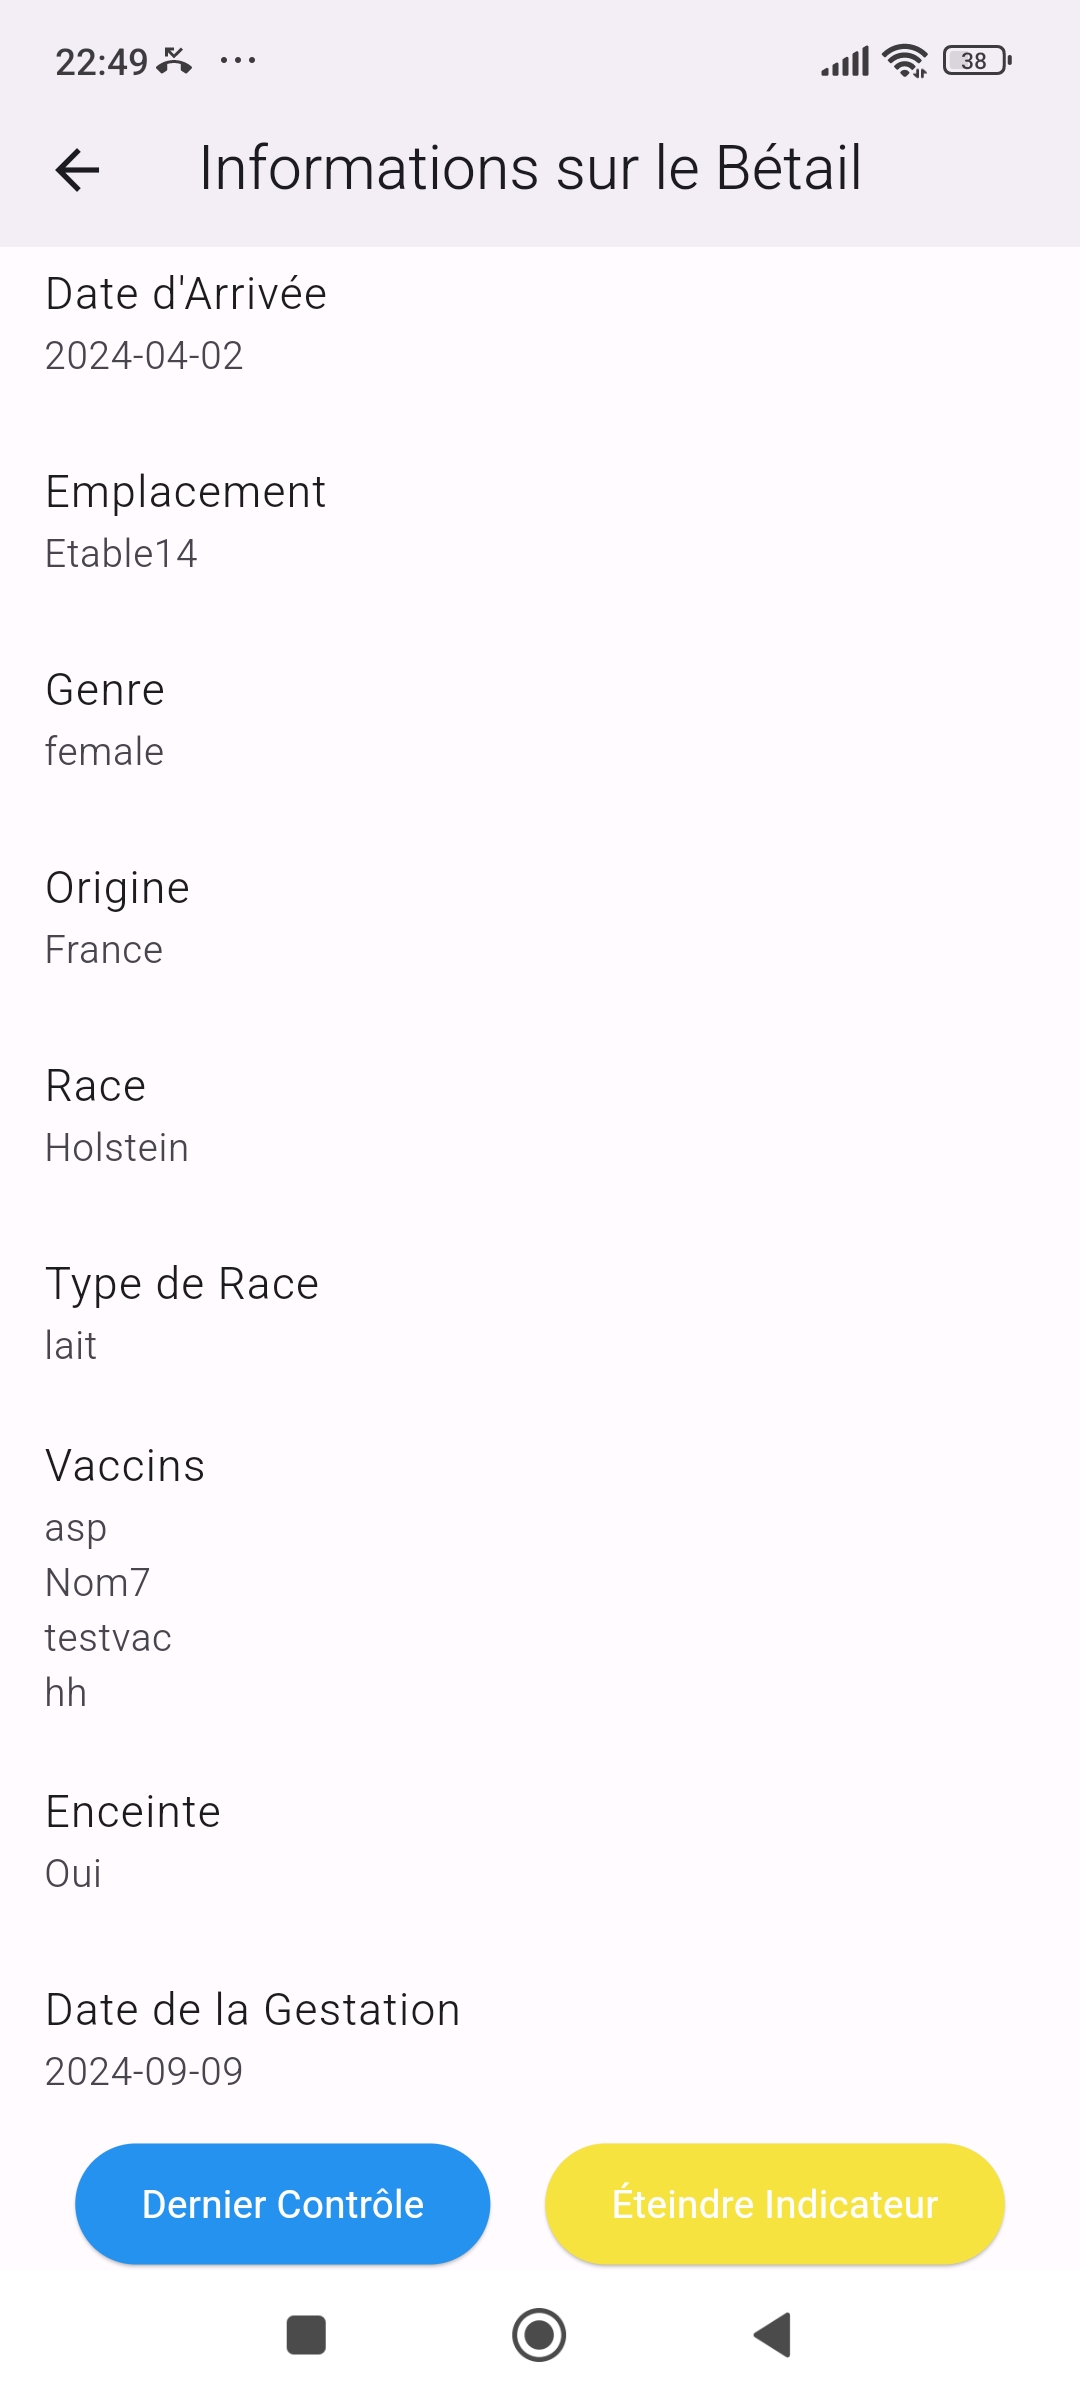 22:49
38
Informations sur le Bétail
Date d'Arrivée
2024-04-02
Emplacement
Etable14
Genre
female
Origine
France
Race
Holstein
Type de Race
lait
Vaccins
asp
Nom7
testvac
hh
Enceinte
Oui
Date de la Gestation
2024-09-09
Dernier Contrôle
Éteindre Indicateur